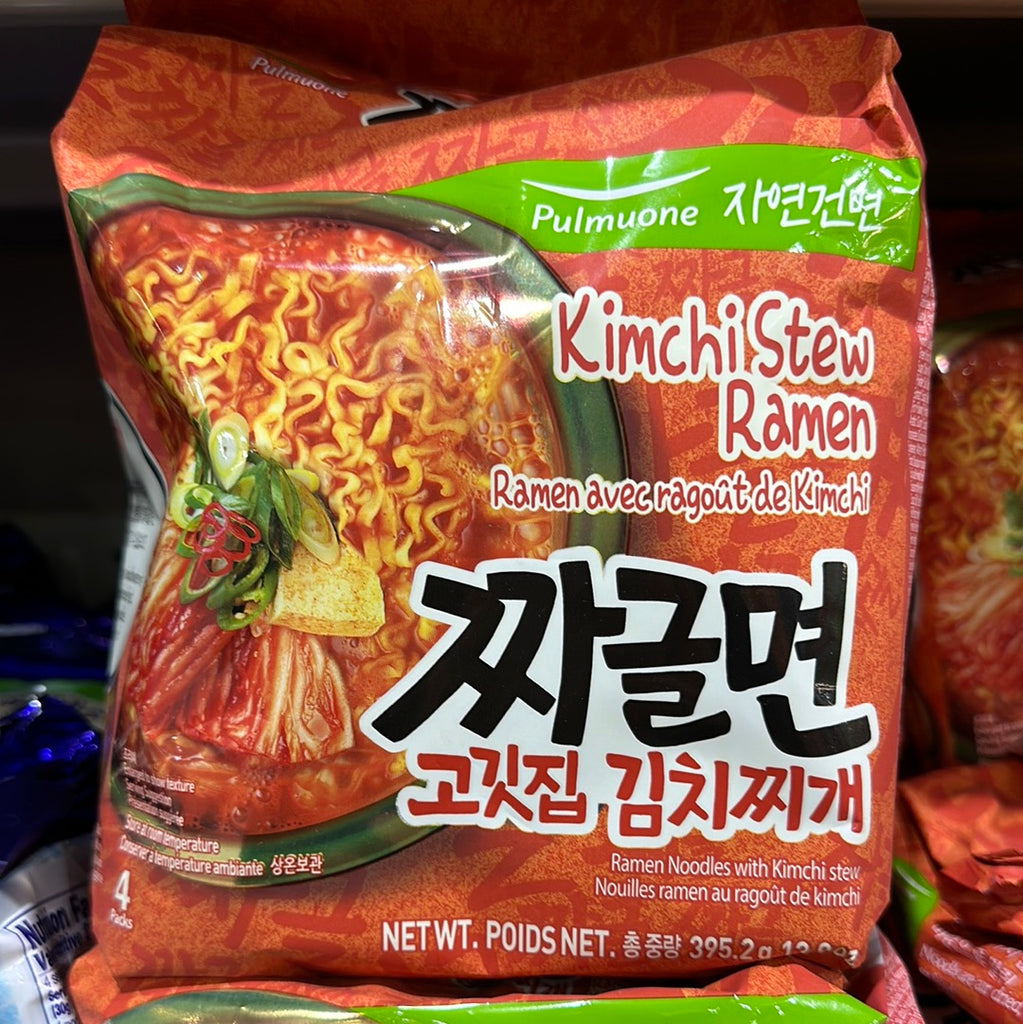 Pulmuone
Pulmuone 자연건면
Kimchi Stew
Ramen
Ramen avec ragoût de Kimchi
짜글면
고깃집 김치찌개
Store at room temperature
Conserver à température ambiante 상온보관
Ramen Noodles with Kimchi stew
Nouilles ramen au ragoût de kimchi
4
Packs
NET WT. POIDS NET. 총중량 395.2g